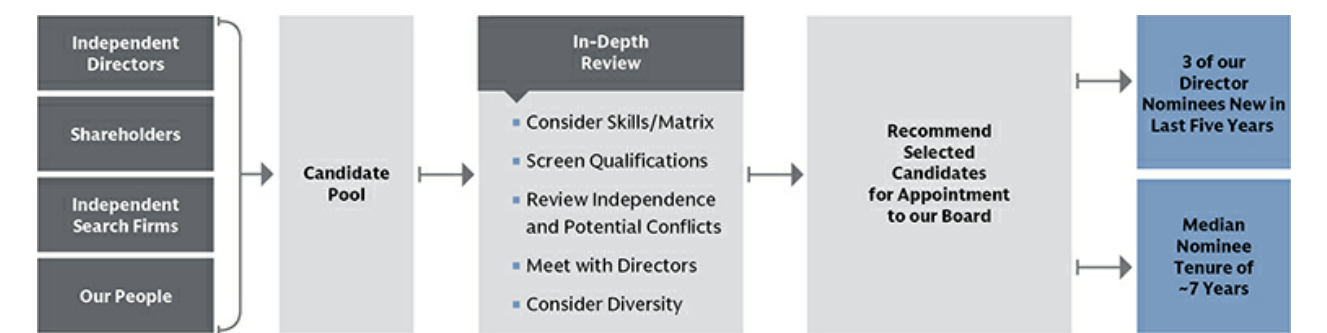 Independent
Directors
Shareholders
Independent
Search Firms
Our People
Candidate
Pool
In-Depth
Review
Consider Skills/Matrix
Screen Qualifications
Review Independence
and Potential Conflicts
Meet with Directors
Consider Diversity
Recommend
Selected
Candidates
for Appointment
to our Board
3 of our
Director
Nominees New in
Last Five Years
Median
Nominee
Tenure of
~7 Years